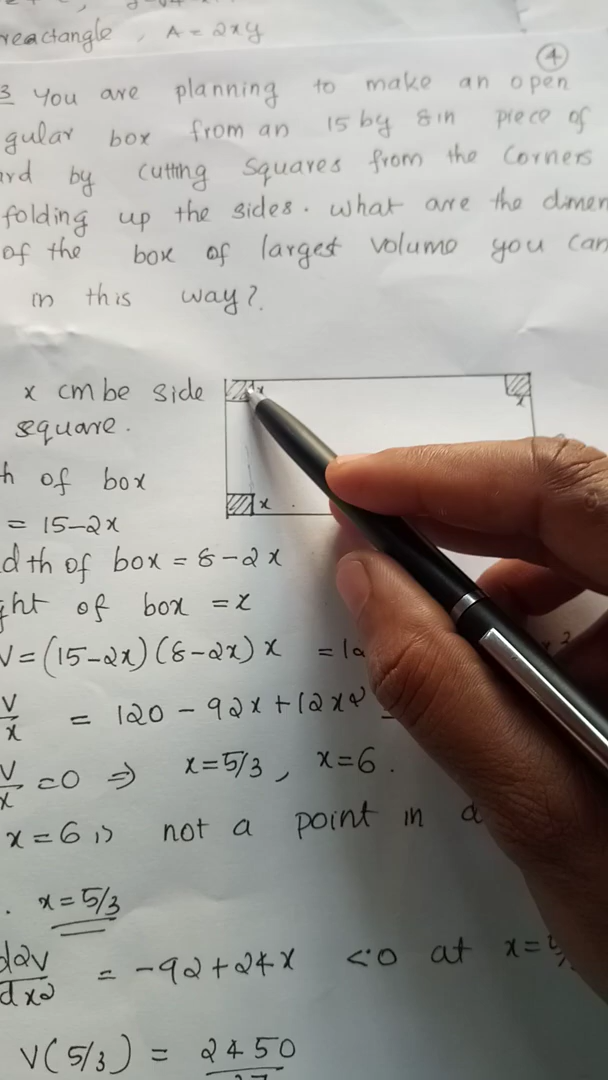 reactangle, A = 2xy
4
3 You are planning to make an open
gular box from an 15 by 8 in piece of
ard by cutting squares from the corners
folding up the sides. what are the dimen
of the box of largest volume you can
in this way?
x cm be side
square.
x
x
x
h of box
= 15-2x
dth of box = 8-2x
ght of box = x
V = (15-2x)(8-2x)x = 12
= 120 - 92x + 12x2
=0 ⇒ x=5/3, x=6.
x=6 is not a point in d
. x=5/3
d2V/dx2 = -92+24x <0 at x=
V(5/3) = 2450